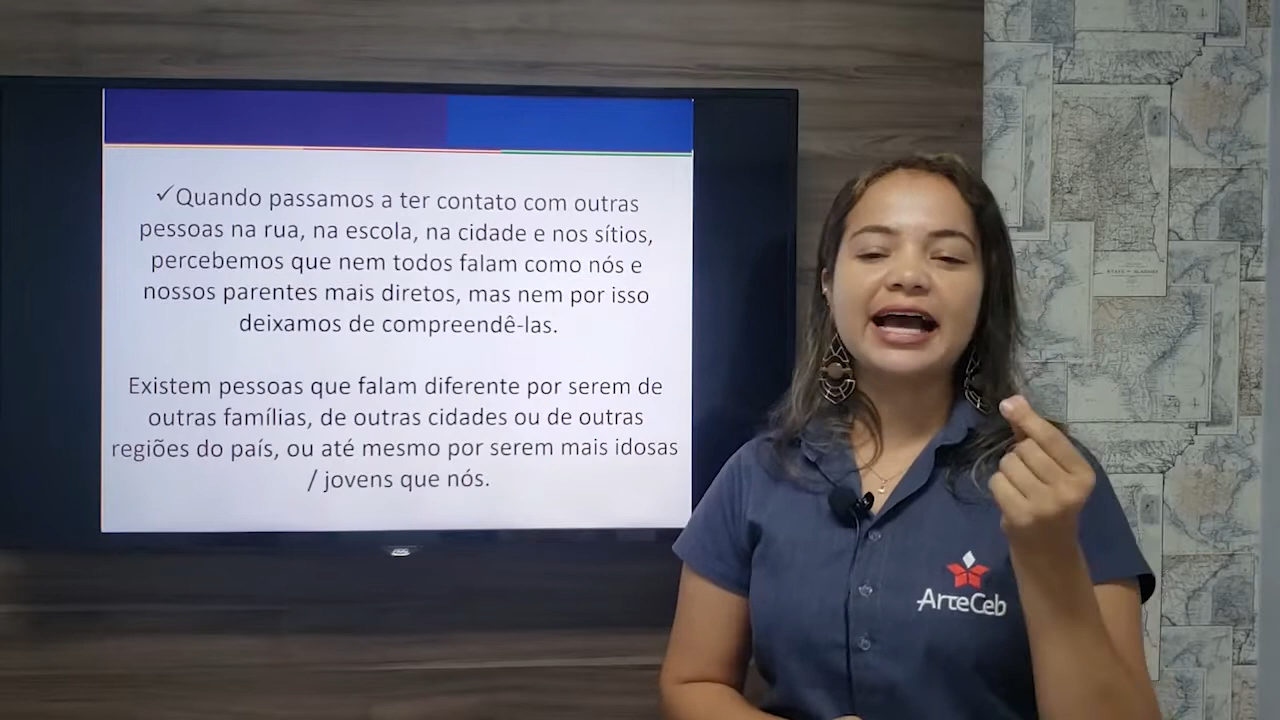 ✓Quando passamos a ter contato com outras
pessoas na rua, na escola, na cidade e nos sítios,
percebemos que nem todos falam como nós e
nossos parentes mais diretos, mas nem por isso
deixamos de compreendê-las.
Existem pessoas que falam diferente por serem de
outras famílias, de outras cidades ou de outras
regiões do país, ou até mesmo por serem mais idosas
/ jovens que nós.
ArteCeb
STATE OF ALABAMA